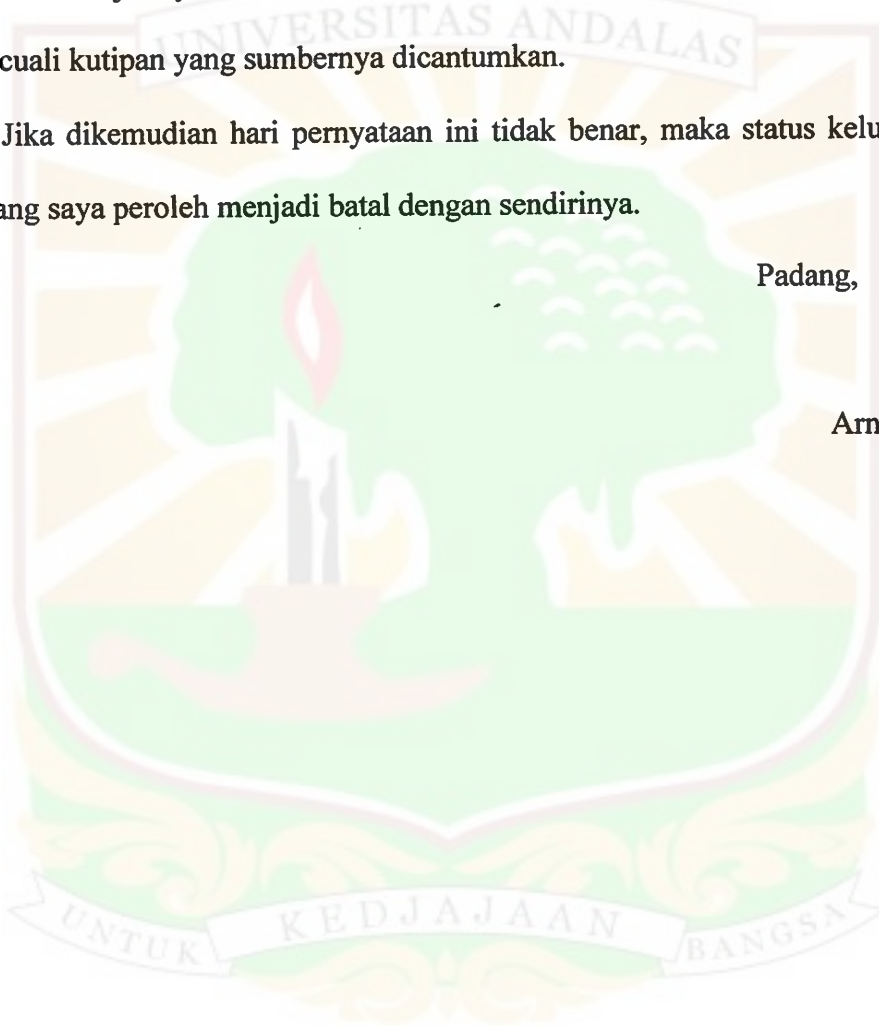 UNIVERSITAS ANDALAS
cuali kutipan yang sumbernya dicantumkan.
Jika dikemudian hari pernyataan ini tidak benar, maka status kelu
ang saya peroleh menjadi batal dengan sendirinya.
Padang,
Arn
UNTUK KEDJAJAAN BANGSA